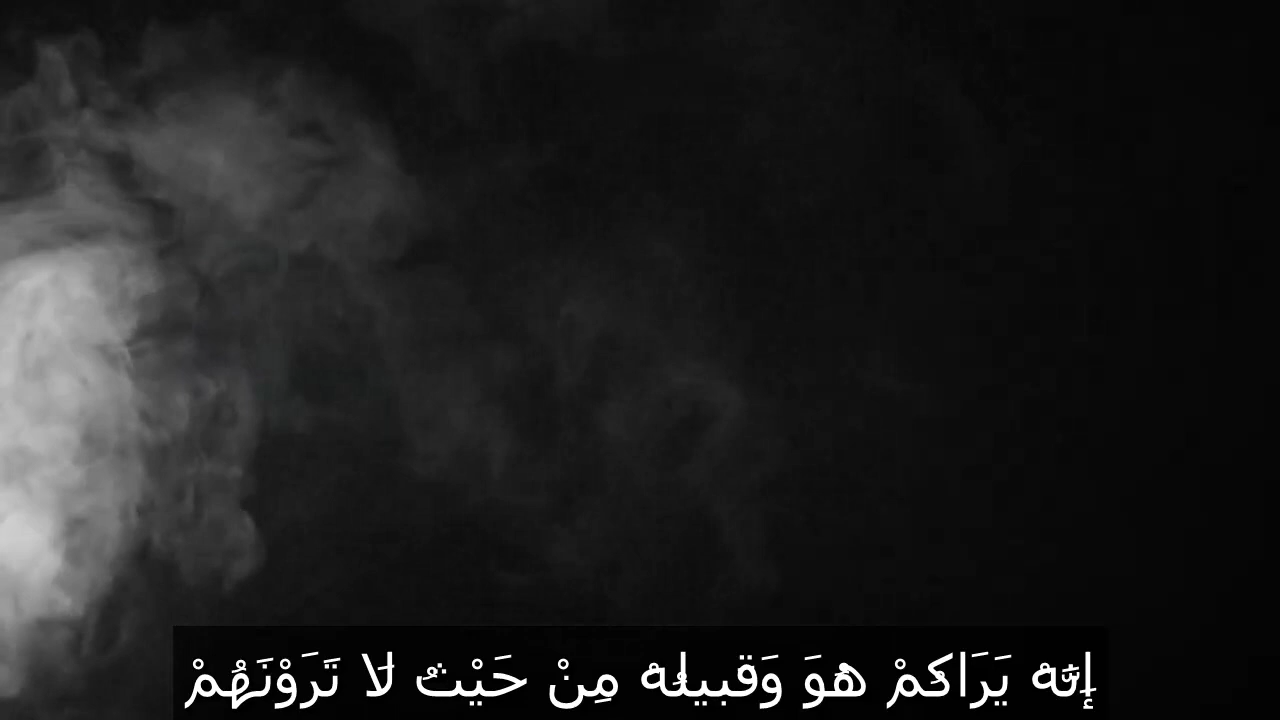 إِنَّهُ يَرَاكُمْ هُوَ وَقَبِيلُهُ مِنْ حَيْثُ لَا تَرَوْنَهُمْ